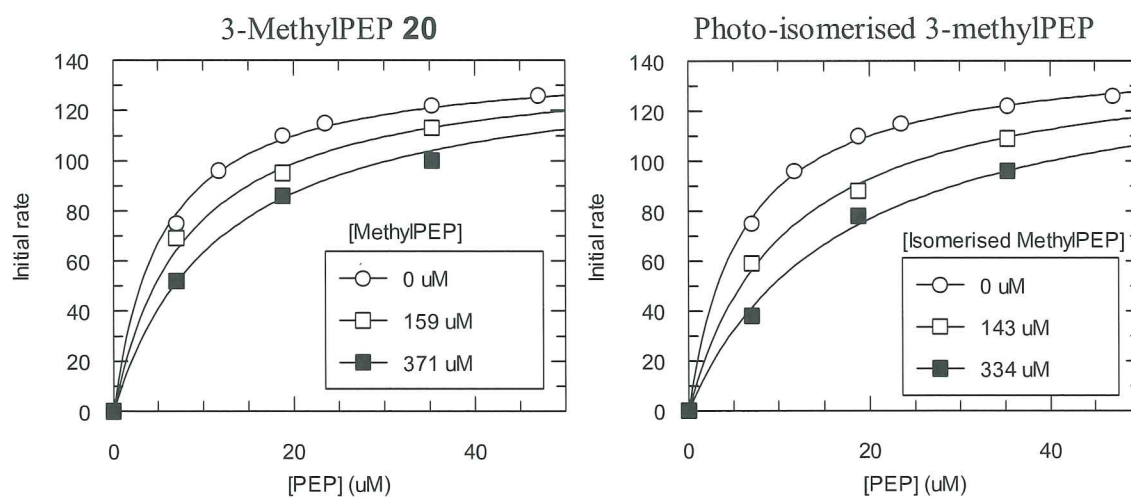 3-MethylPEP 20
140
120
100
80
60
40
20
0
Initial rate
0
20
40
[PEP] (uM)
[MethylPEP]
0 uM
159 uM
371 uM
Photo-isomerised 3-methylPEP
140
120
100
80
60
40
20
0
Initial rate
0
20
40
[PEP] (uM)
[Isomerised MethylPEP]
0 uM
143 uM
334 uM